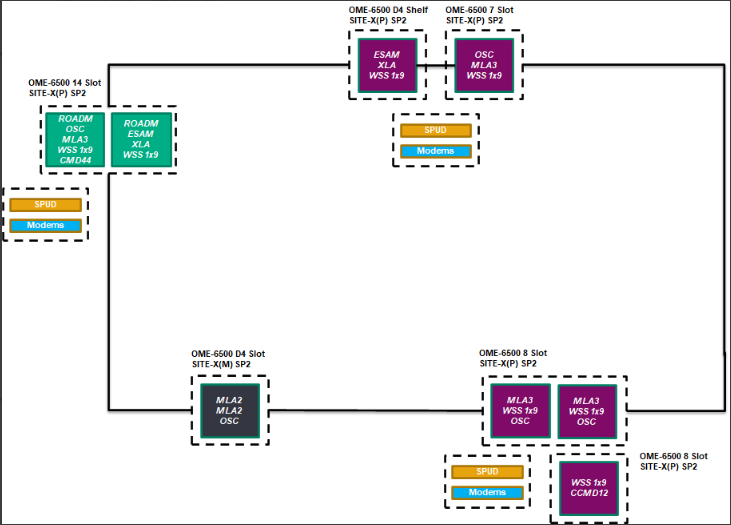 OME-6500 D4 Shelf
SITE-X(P) SP2
OME-6500 7 Slot
SITE-X(P) SP2
ESAM
XLA
WSS 1x9
OSC
MLA3
WSS 1x9
OME-6500 14 Slot
SITE-X(P) SP2
ROADM
OSC
MLA3
WSS 1x9
CMD44
ROADM
ESAM
XLA
WSS 1x9
SPUD
Modems
SPUD
Modems
OME-6500 D4 Slot
SITE-X(M) SP2
MLA2
MLA2
OSC
OME-6500 8 Slot
SITE-X(P) SP2
MLA3
WSS 1x9
OSC
MLA3
WSS 1x9
OSC
OME-6500 8 Slot
SITE-X(P) SP2
SPUD
Modems
WSS 1x9
CCMD12